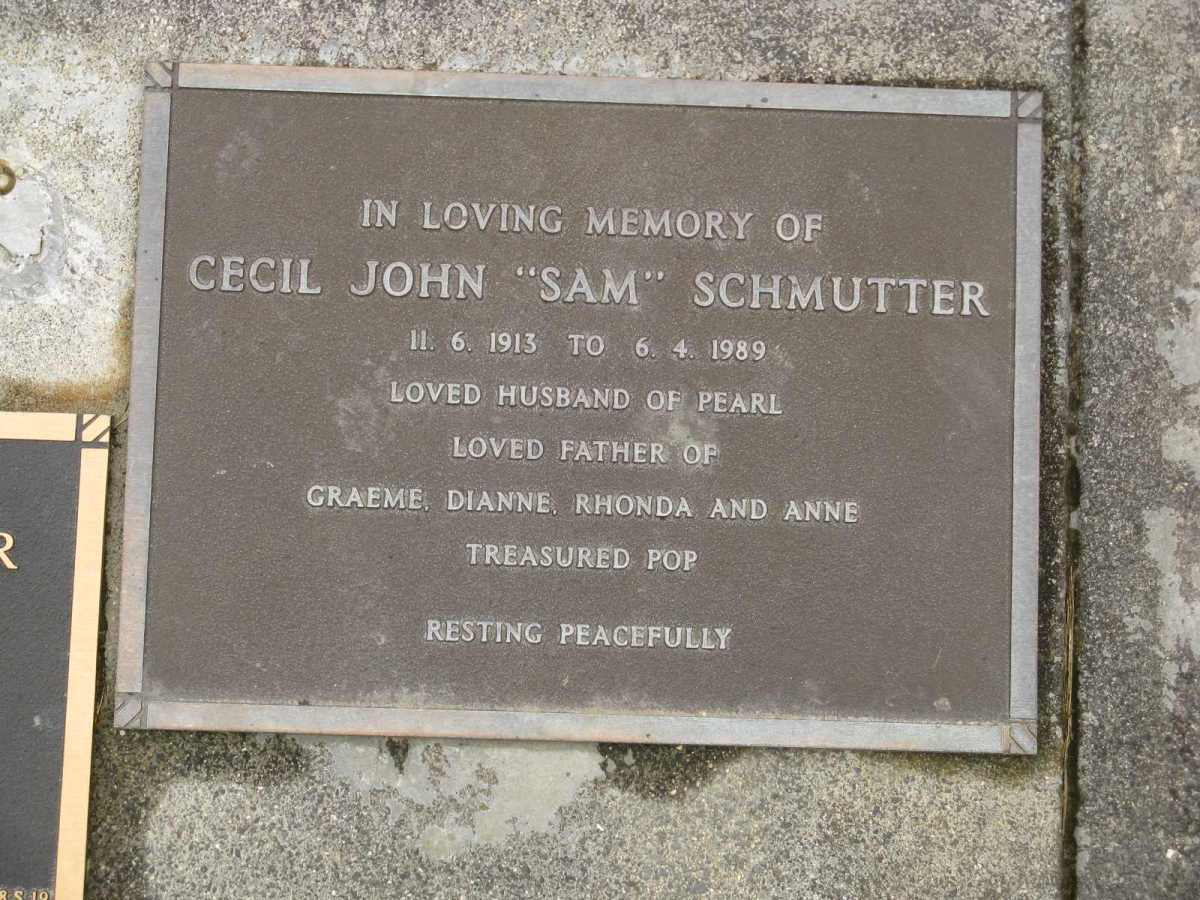 IN LOVING MEMORY OF
CECIL JOHN "SAM" SCHMUTTER
11. 6. 1913 TO 6. 4. 1989
LOVED HUSBAND OF PEARL
LOVED FATHER OF
GRAEME, DIANNE, RHONDA AND ANNE
TREASURED POP
RESTING PEACEFULLY
R